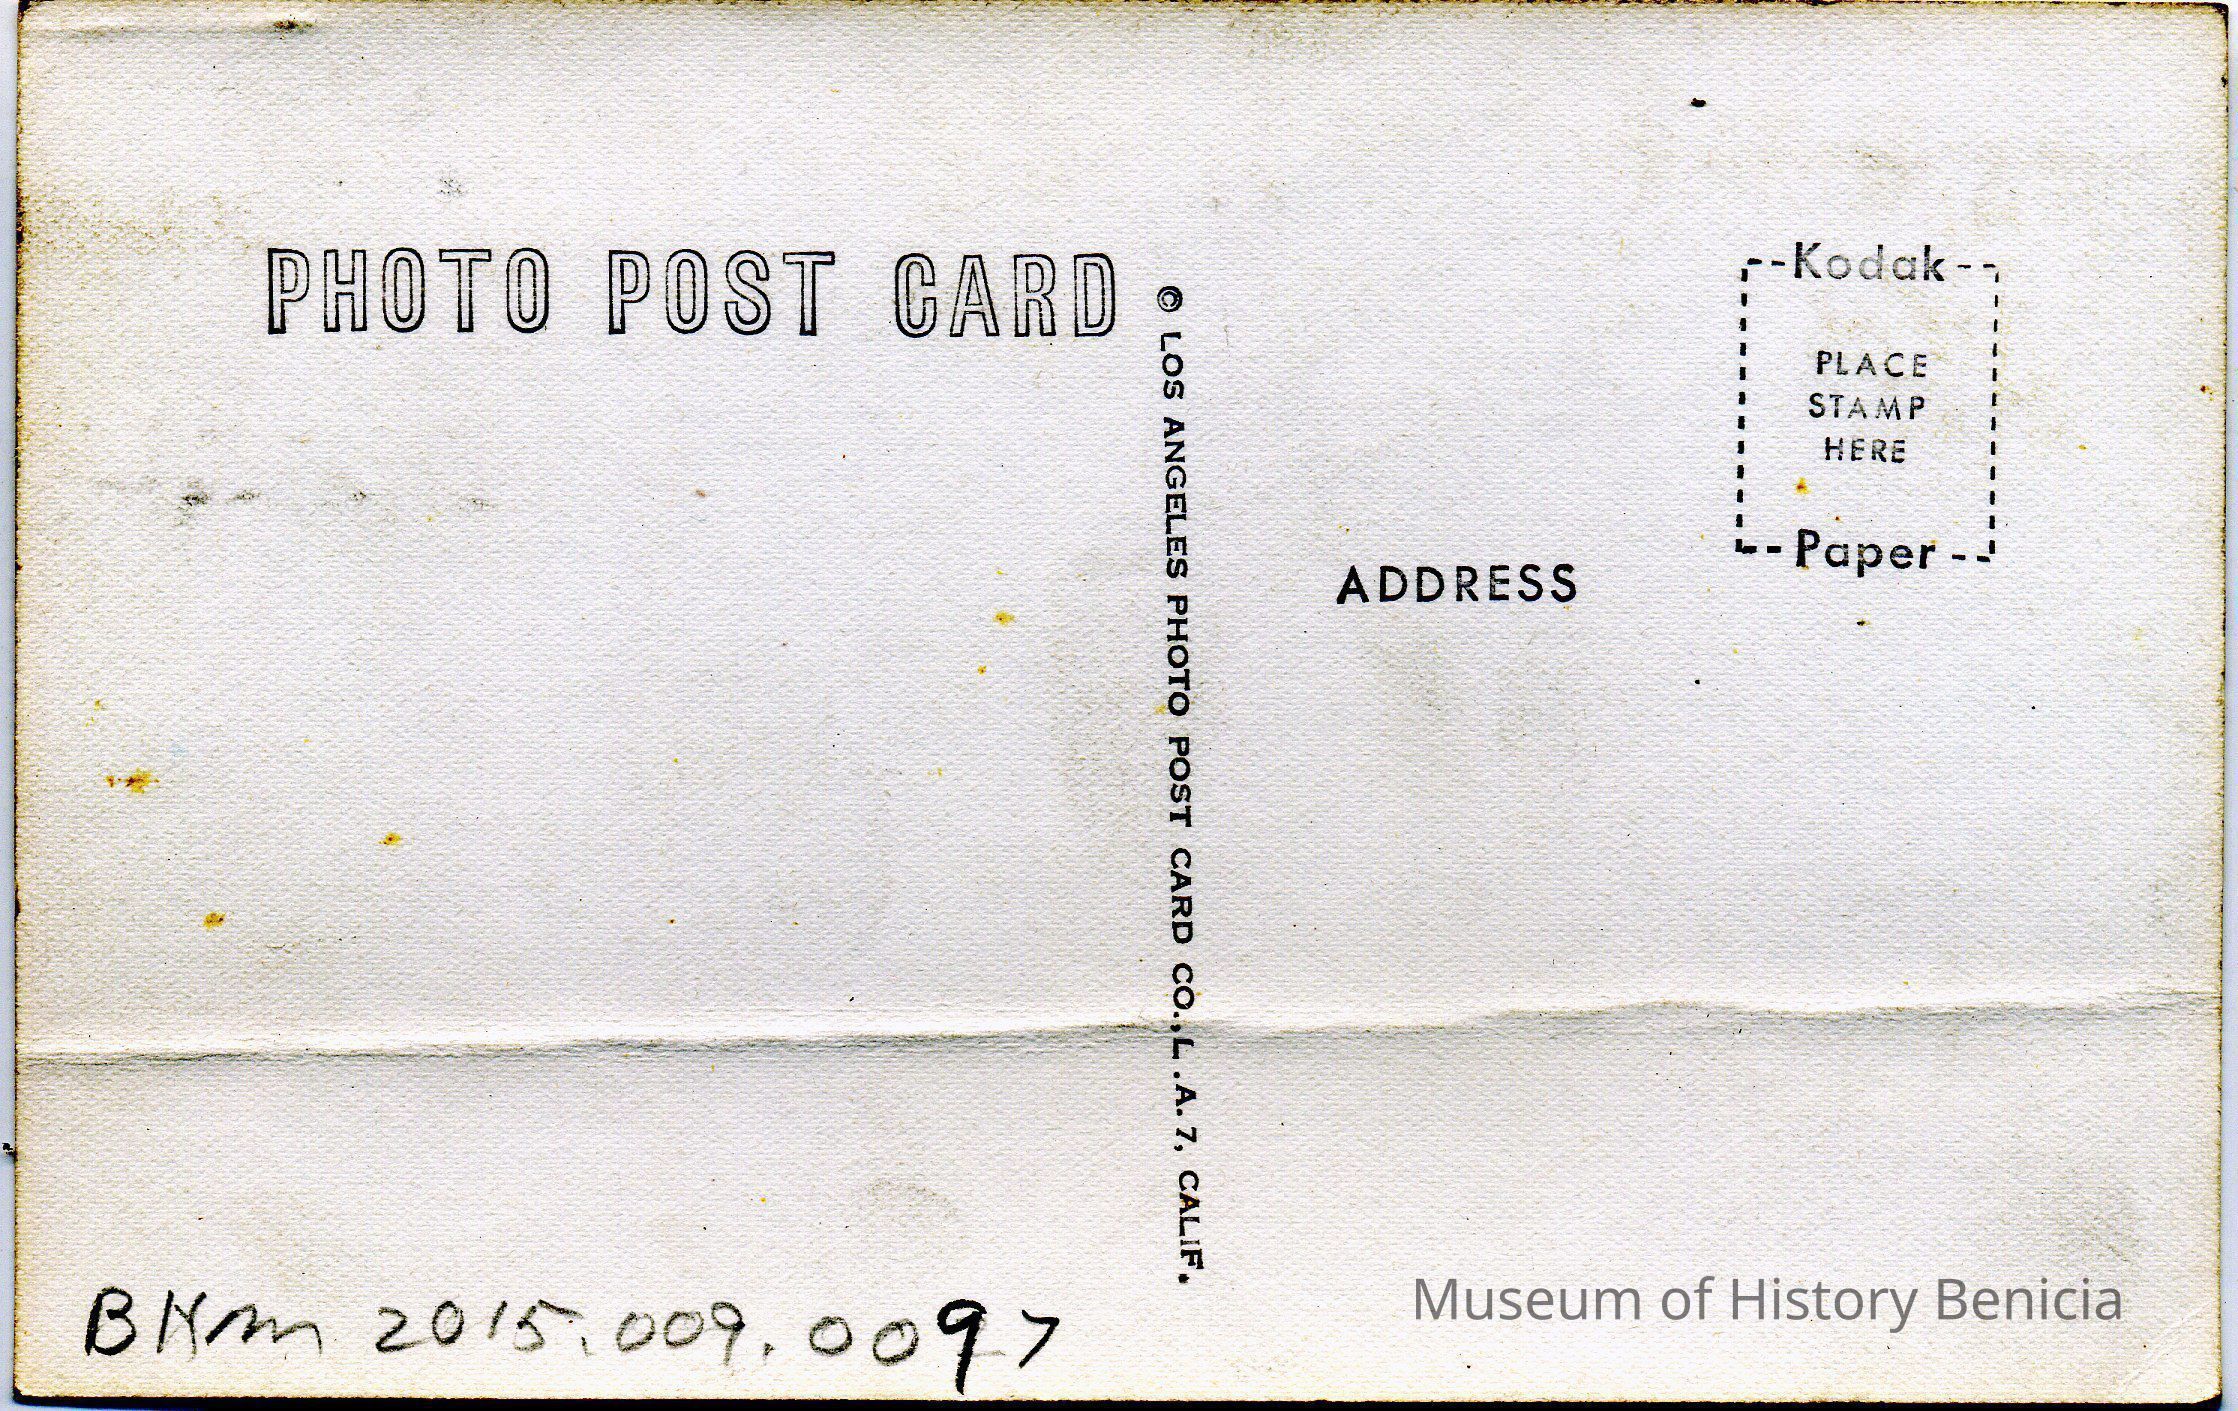 PHOTO POST CARD
© LOS ANGELES PHOTO POST CARD CO., L.A. 7, CALIF.
--Kodak--
PLACE
STAMP
HERE
--Paper--
ADDRESS
BHM 2015.009.0097
Museum of History Benicia